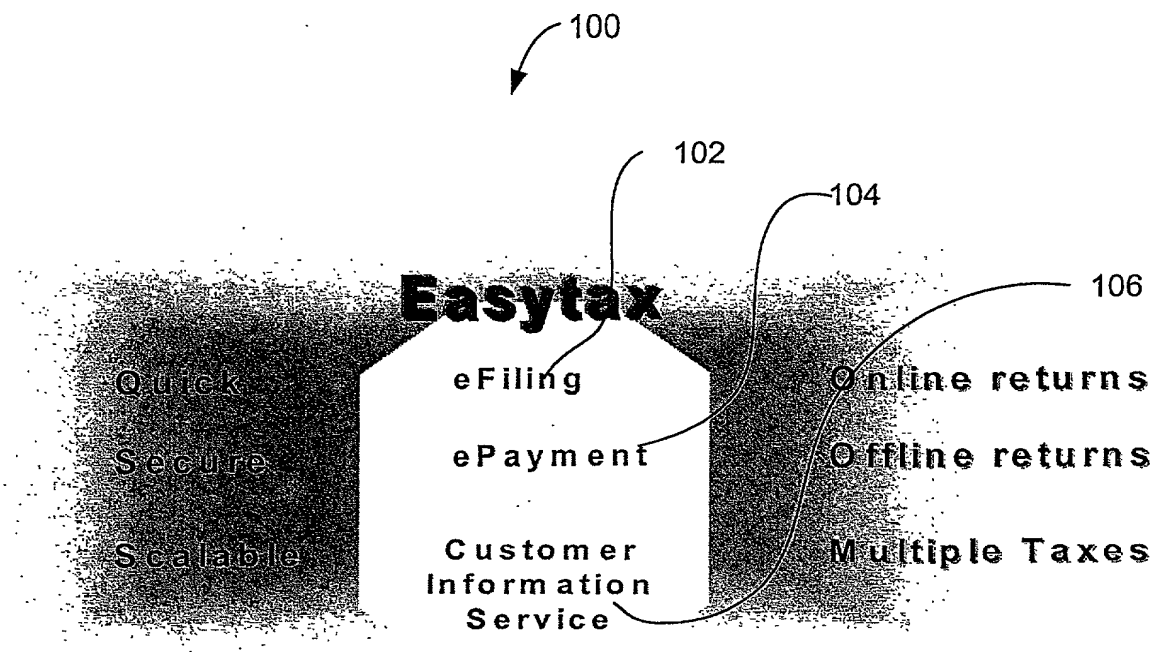 100
102
104
106
Easytax
Quick
eFiling
Online returns
Secure
ePayment
Offline returns
Scalable
Customer
Information
Service
Multiple Taxes